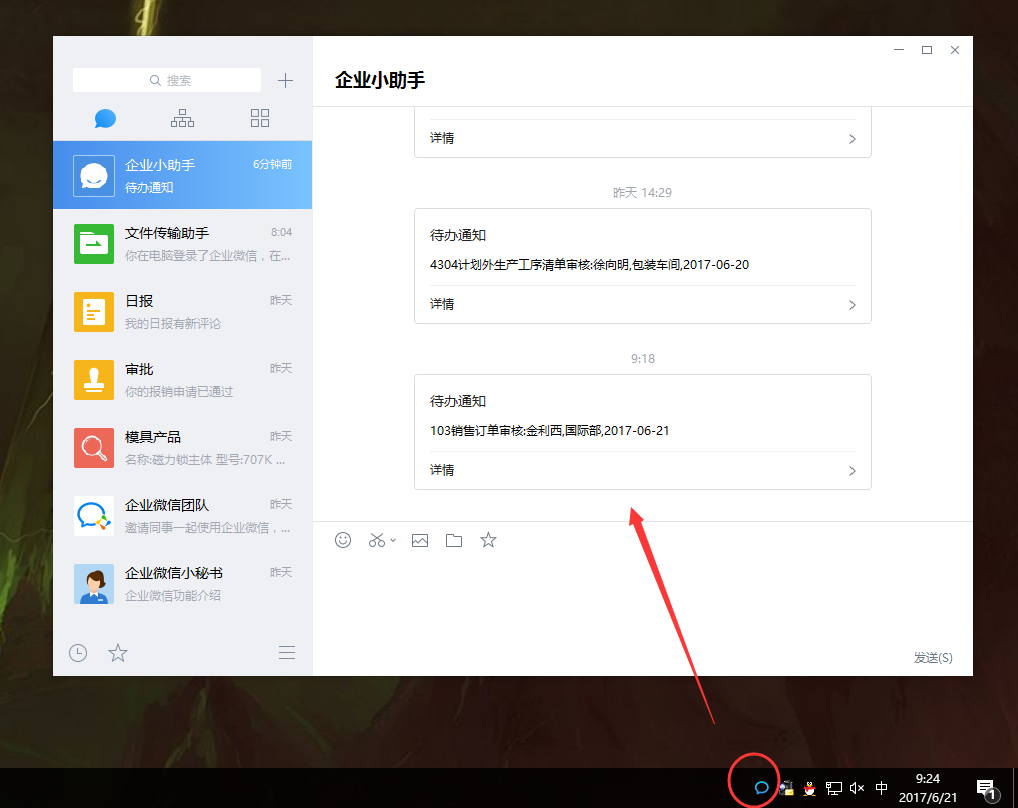 搜索
企业小助手
6分钟前
待办通知
文件传输助手
8:04
你在电脑登录了企业微信，在...
日报
昨天
我的日报有新评论
审批
昨天
你的报销申请已通过
模具产品
昨天
名称:磁力锁主体 型号:707K ...
企业微信团队
昨天
邀请同事一起使用企业微信，...
企业微信小秘书
昨天
企业微信功能介绍
企业小助手
详情
昨天 14:29
待办通知
4304计划外生产工序清单审核:徐向明,包装车间,2017-06-20
详情
9:18
待办通知
103销售订单审核:金利西,国际部,2017-06-21
详情
发送(S)
中
9:24
2017/6/21
1